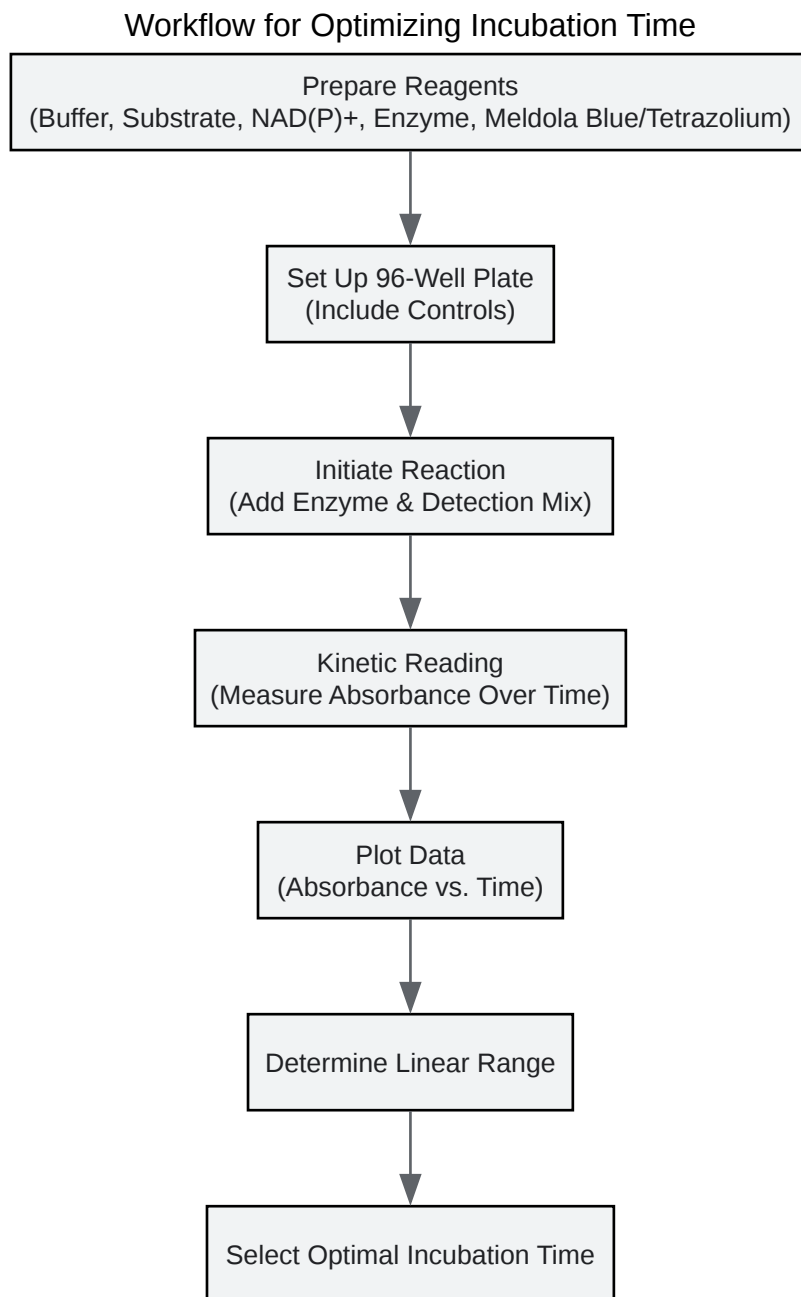 Workflow for Optimizing Incubation Time
Prepare Reagents
(Buffer, Substrate, NAD(P)+, Enzyme, Meldola Blue/Tetrazolium)
Set Up 96-Well Plate
(Include Controls)
Initiate Reaction
(Add Enzyme & Detection Mix)
Kinetic Reading
(Measure Absorbance Over Time)
Plot Data
(Absorbance vs. Time)
Determine Linear Range
Select Optimal Incubation Time